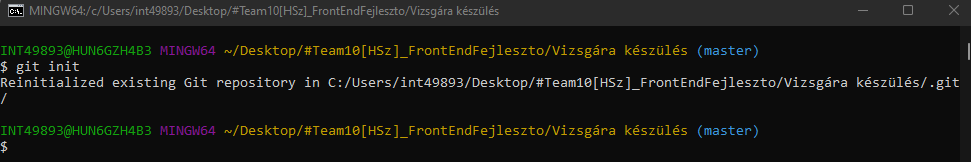 MINGW64:/c/Users/int49893/Desktop/#Team10[HSz]_FrontEndFejleszto/Vizsgára készülés
INT49893@HUN6GZH4B3 MINGW64 ~/Desktop/#Team10[HSz]_FrontEndFejleszto/Vizsgára készülés (master)
$ git init
Reinitialized existing Git repository in C:/Users/int49893/Desktop/#Team10[HSz]_FrontEndFejleszto/Vizsgára készülés/.git
/
INT49893@HUN6GZH4B3 MINGW64 ~/Desktop/#Team10[HSz]_FrontEndFejleszto/Vizsgára készülés (master)
$